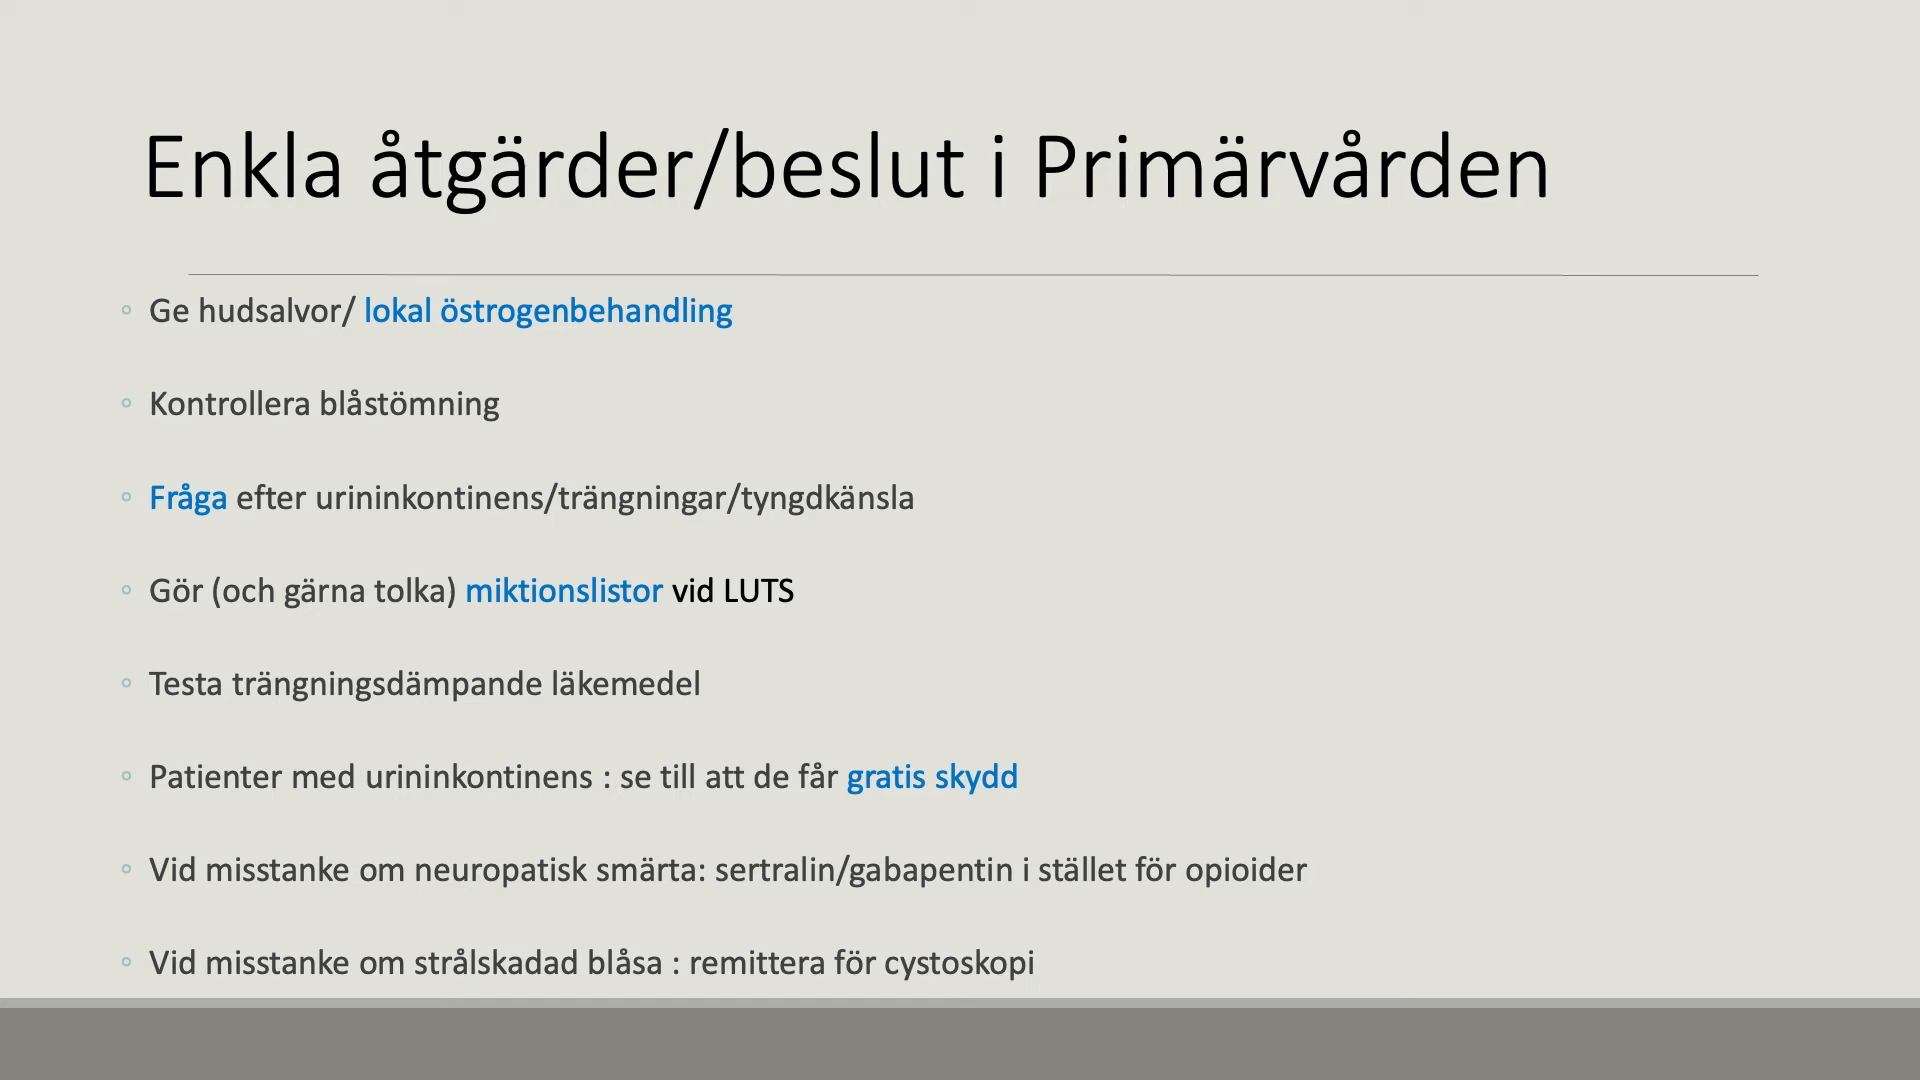 Enkla åtgärder/beslut i Primärvården
◦ Ge hudsalvor/ lokal östrogenbehandling
◦ Kontrollera blåstömning
◦ Fråga efter urininkontinens/trängningar/tyngdkänsla
◦ Gör (och gärna tolka) miktionslistor vid LUTS
◦ Testa trängningsdämpande läkemedel
◦ Patienter med urininkontinens : se till att de får gratis skydd
◦ Vid misstanke om neuropatisk smärta: sertralin/gabapentin i stället för opioider
◦ Vid misstanke om strålskadad blåsa : remittera för cystoskopi